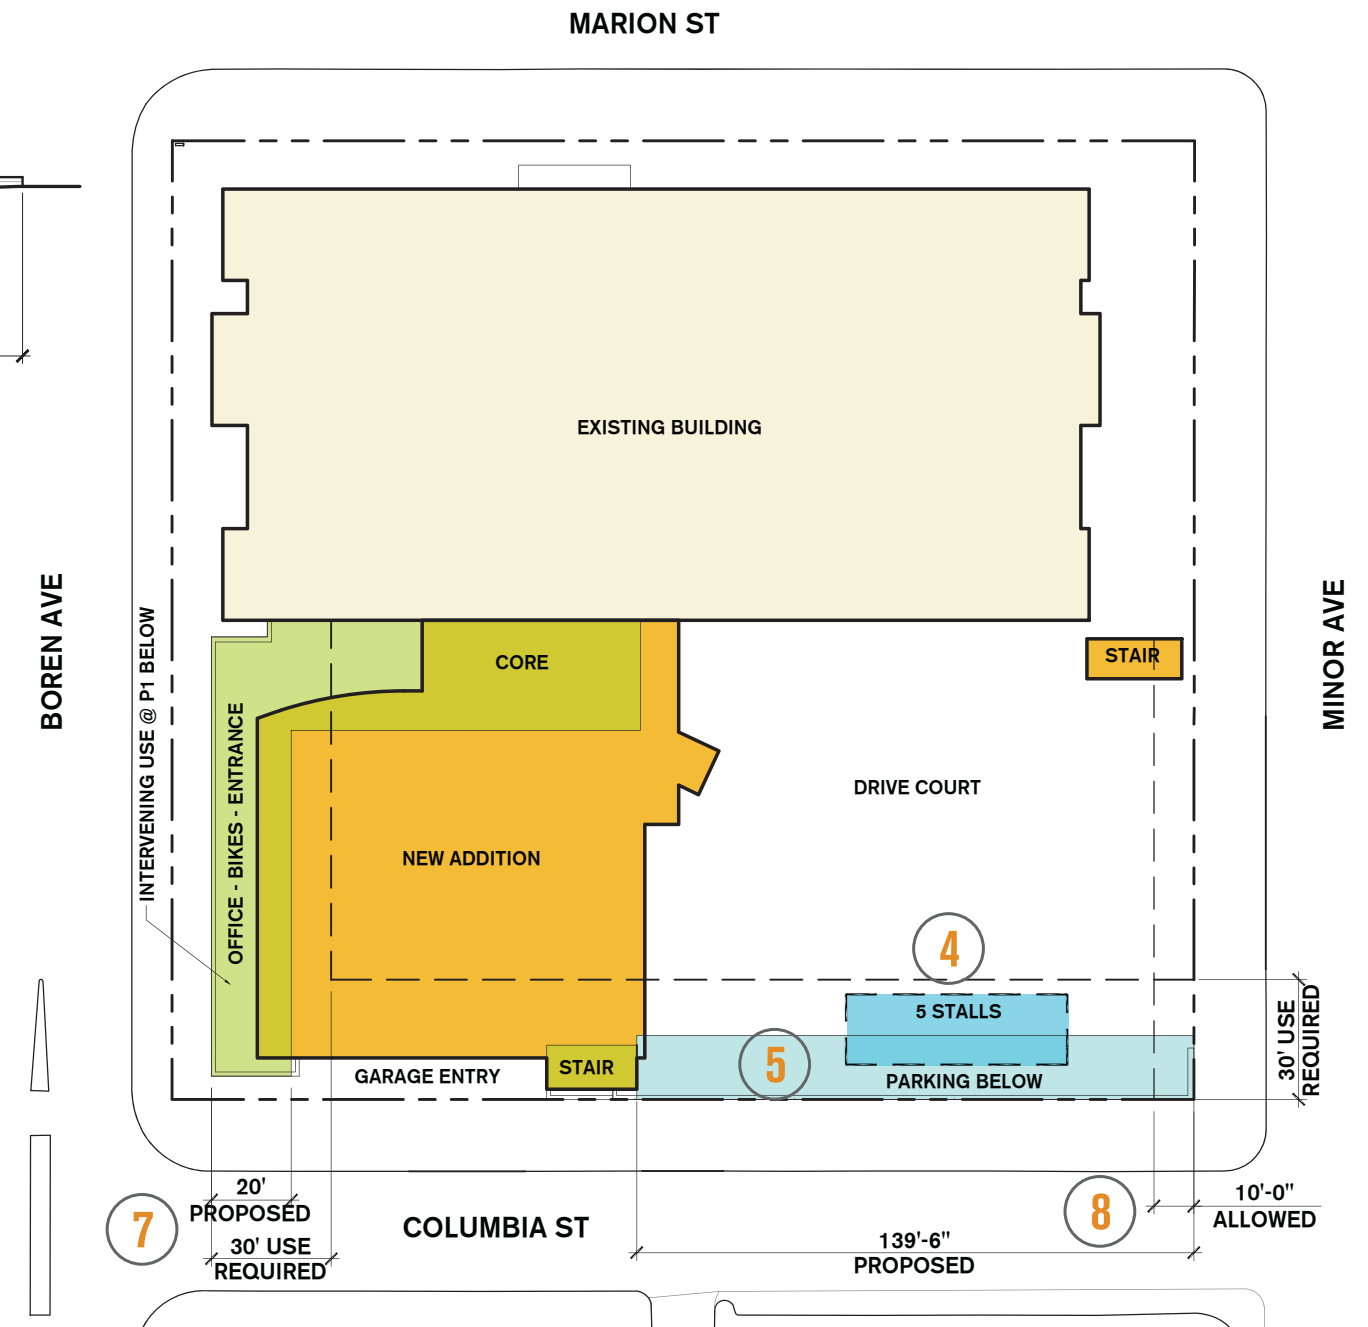 MARION ST
EXISTING BUILDING
BOREN AVE
MINOR AVE
INTERVENING USE @ P1 BELOW
CORE
STAIR
OFFICE - BIKES - ENTRANCE
DRIVE COURT
NEW ADDITION
4
5 STALLS
30' USE
REQUIRED
5
STAIR
GARAGE ENTRY
PARKING BELOW
20'
PROPOSED
7
30' USE
REQUIRED
COLUMBIA ST
8
10'-0"
ALLOWED
139'-6"
PROPOSED